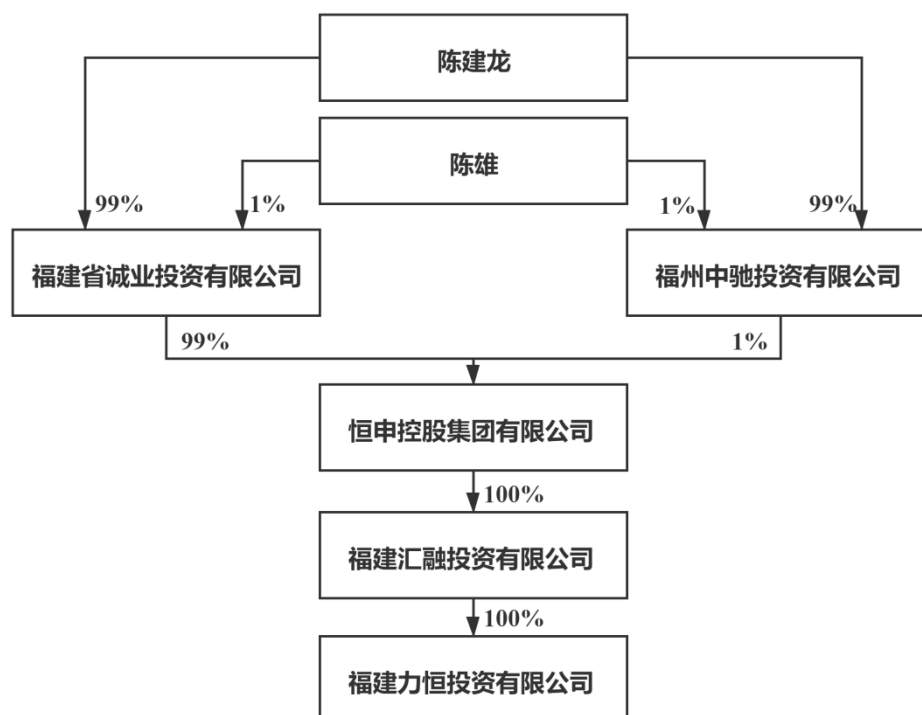 陈建龙
陈雄
99%
1%
1%
99%
福建省诚业投资有限公司
福州中驰投资有限公司
99%
1%
恒申控股集团有限公司
100%
福建汇融投资有限公司
100%
福建力恒投资有限公司